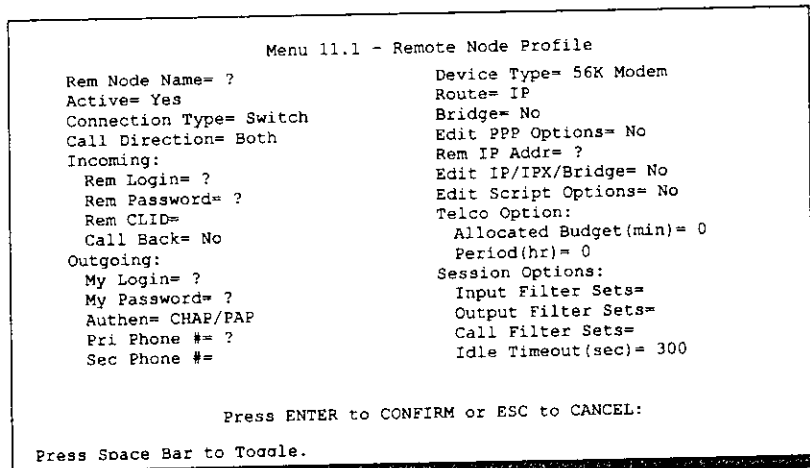 Menu 11.1 - Remote Node Profile
Rem Node Name= ?
Active= Yes
Connection Type= Switch
Call Direction= Both
Incoming:
Rem Login= ?
Rem Password= ?
Rem CLID=
Call Back= No
Outgoing:
My Login= ?
My Password= ?
Authen= CHAP/PAP
Pri Phone #= ?
Sec Phone #=
Device Type= 56K Modem
Route= IP
Bridge= No
Edit PPP Options= No
Rem IP Addr= ?
Edit IP/IPX/Bridge= No
Edit Script Options= No
Telco Option:
Allocated Budget(min)= 0
Period(hr)= 0
Session Options:
Input Filter Sets=
Output Filter Sets=
Call Filter Sets=
Idle Timeout(sec)= 300
Press ENTER to CONFIRM or ESC to CANCEL:
Press Space Bar to Toggle.